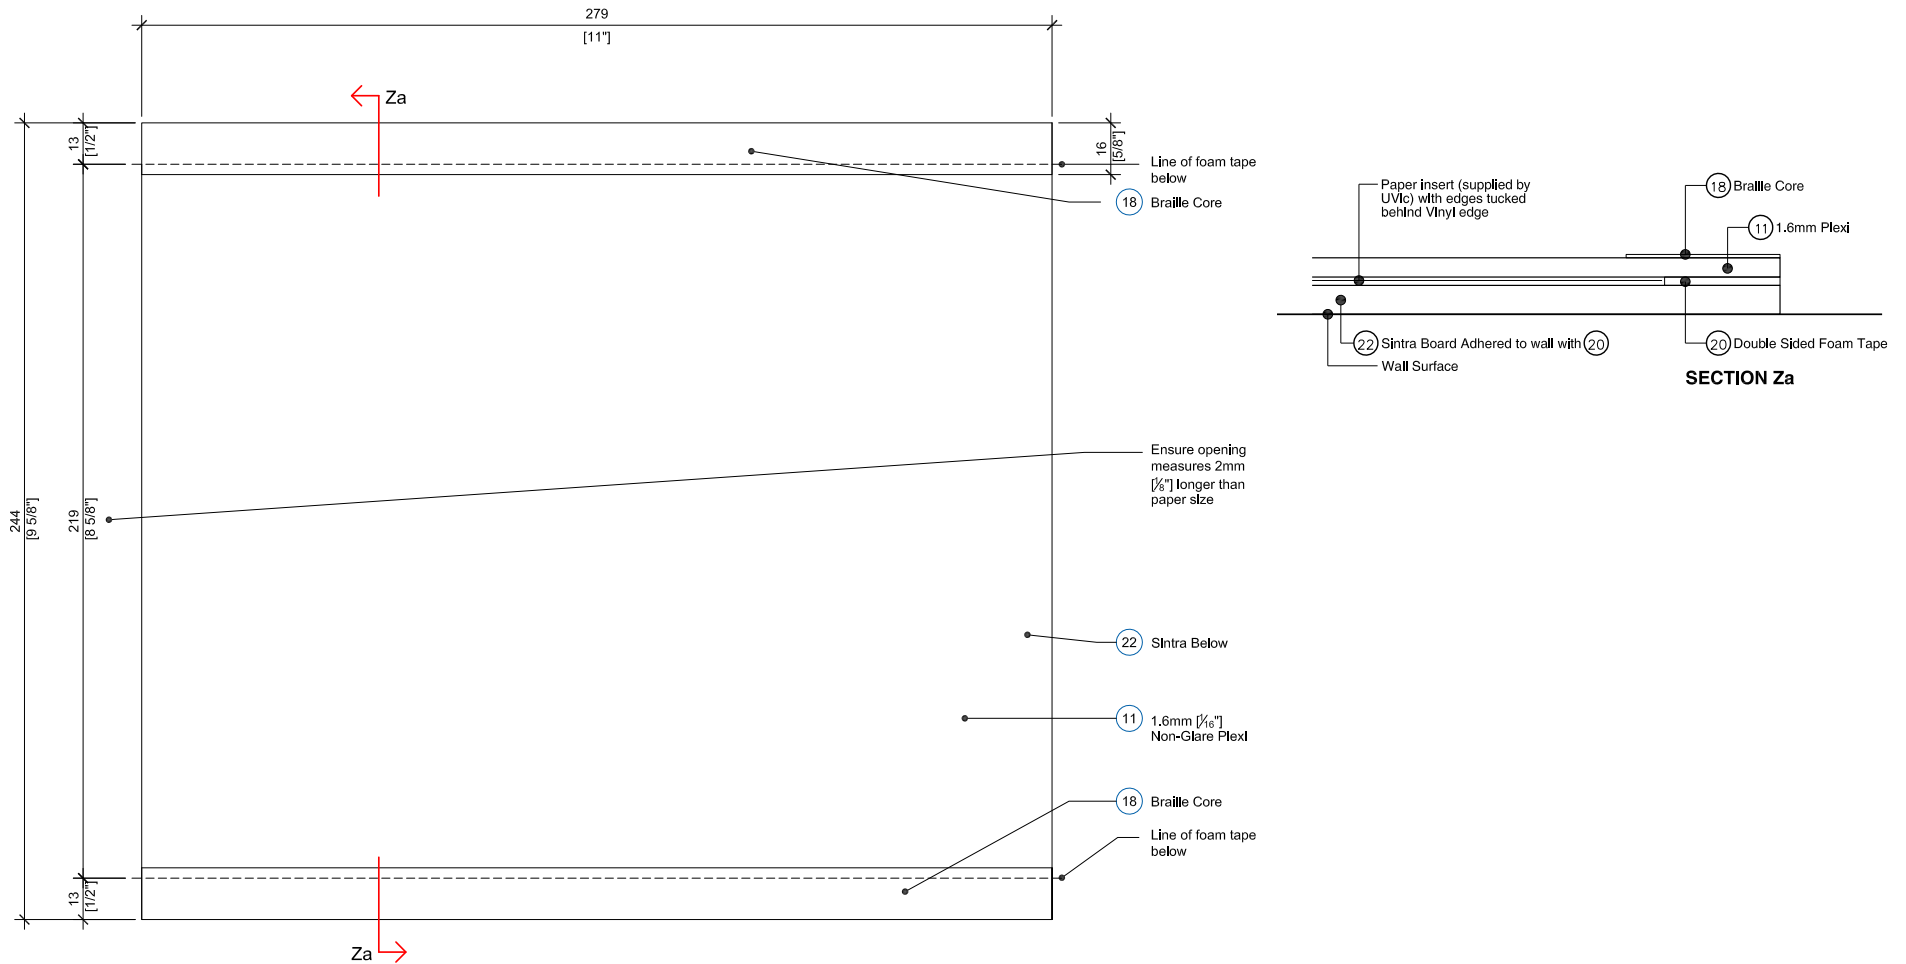 279
[11"]
Za
13
[1/2"]
16
[5/8"]
Line of foam tape
below
18 Braille Core
244
[9 5/8"]
219
[8 5/8"]
Ensure opening
measures 2mm
[1/8"] longer than
paper size
22 Sintra Below
11 1.6mm [1/16"]
Non-Glare Plexi
18 Braille Core
Line of foam tape
below
13
[1/2"]
Za
Paper insert (supplied by
UVic) with edges tucked
behind Vinyl edge
18 Braille Core
11 1.6mm Plexi
22 Sintra Board Adhered to wall with 20
Wall Surface
20 Double Sided Foam Tape
SECTION Za